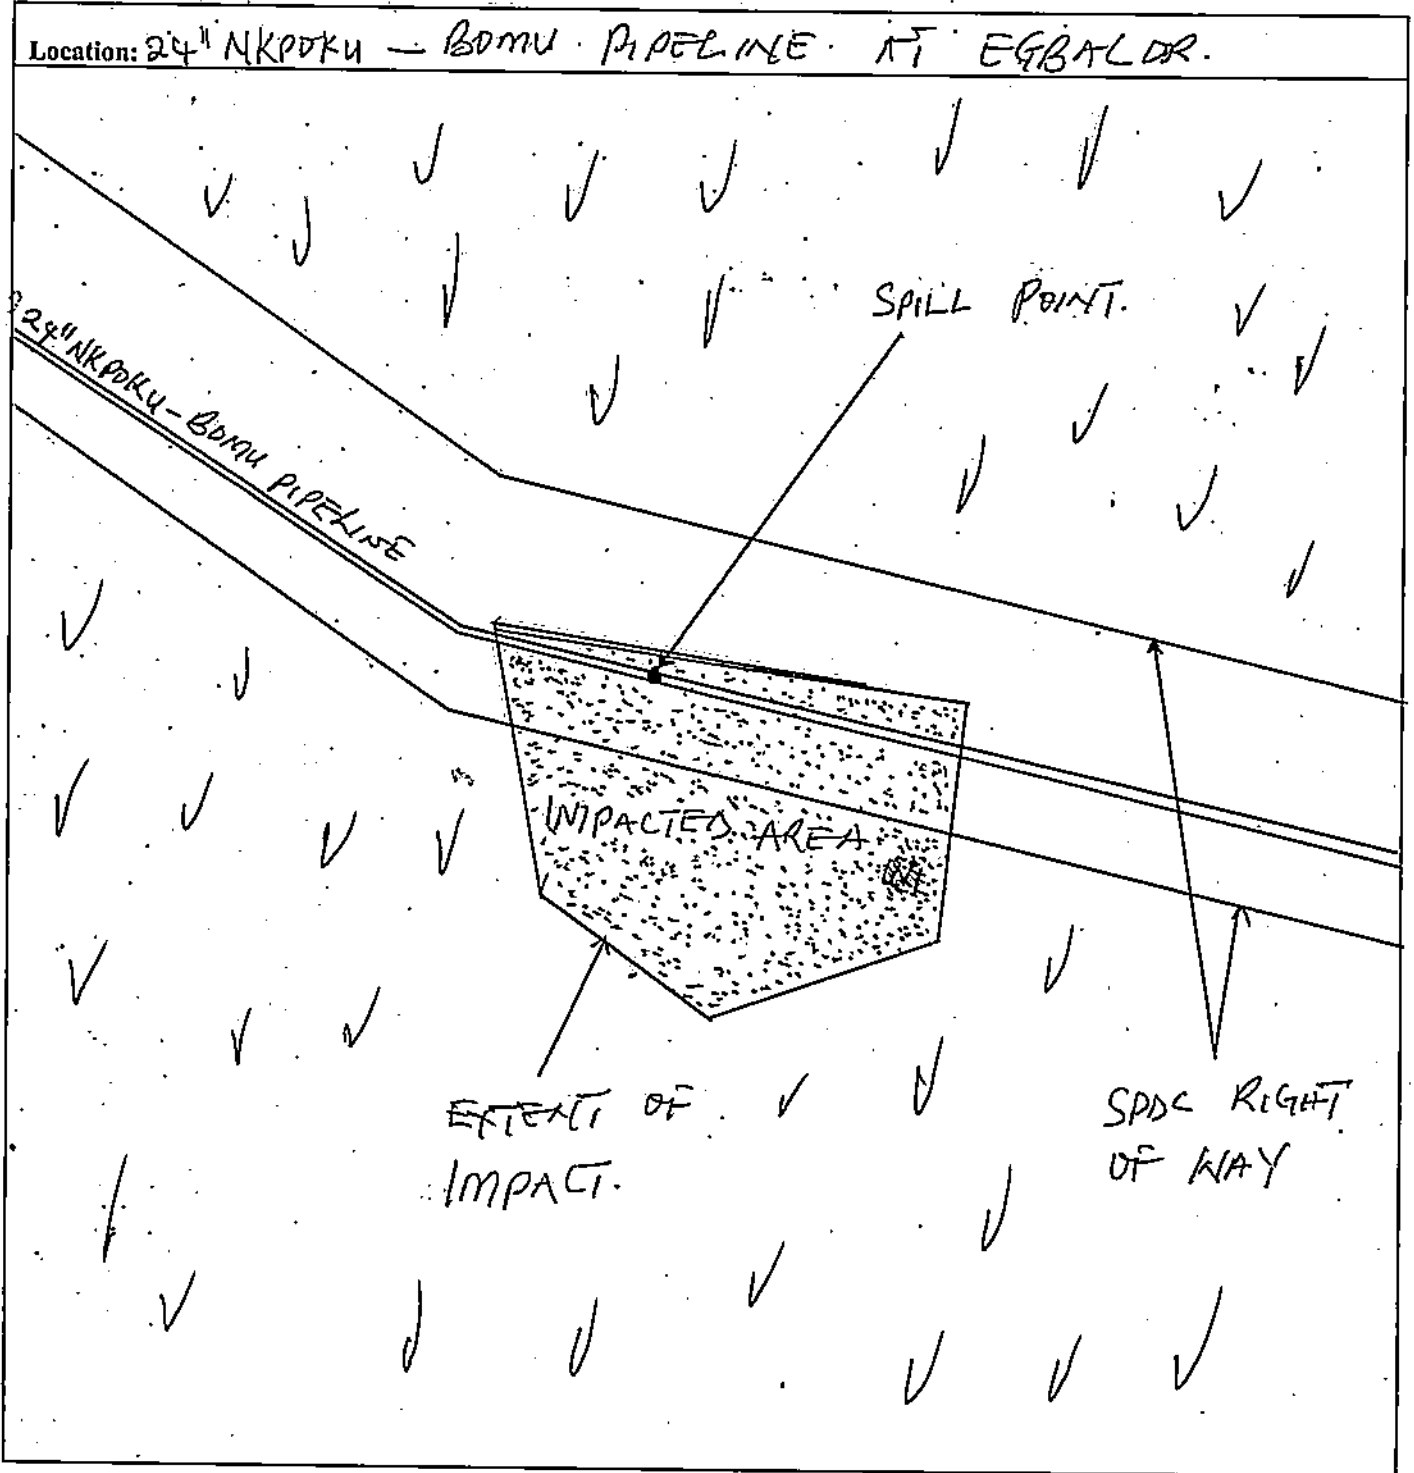 Location: 24" NKPOKU - BOMU PIPELINE. AT EGBALOR.
SPILL POINT.
24" NKPOKU - BOMU PIPELINE
IMPACTED AREA
EXTENT OF
IMPACT.
SPDC RIGHT
OF WAY